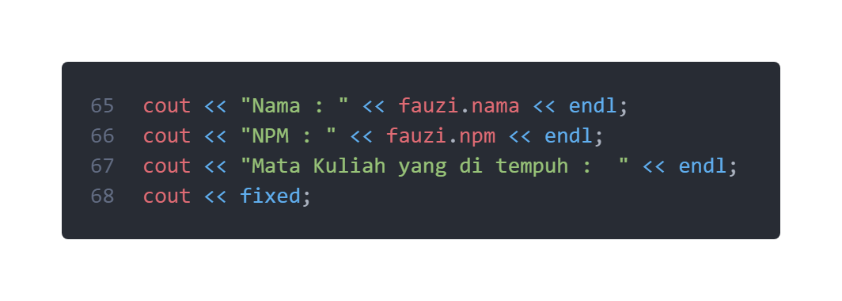 65 cout << "Nama : " << fauzi.nama << endl;
66 cout << "NPM : " << fauzi.npm << endl;
67 cout << "Mata Kuliah yang di tempuh :  " << endl;
68 cout << fixed;